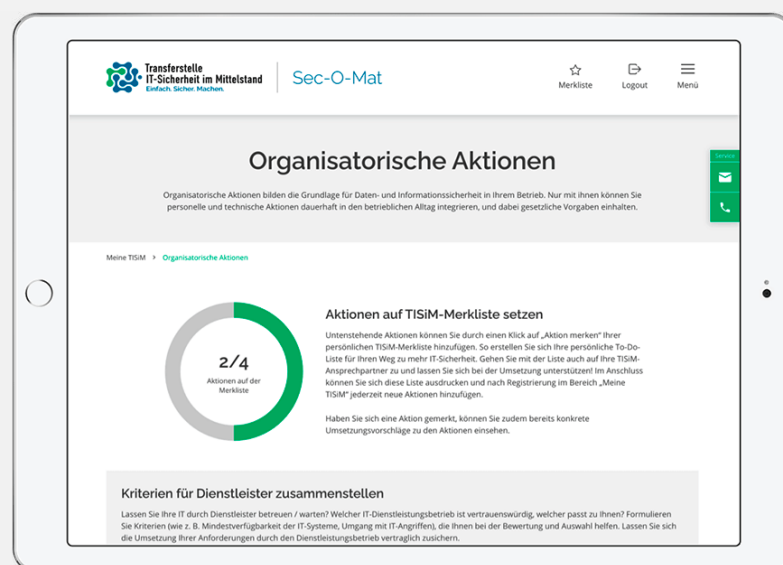 Transferstelle
IT-Sicherheit im Mittelstand
Einfach. Sicher. Machen.
Sec-O-Mat
Merkliste
Logout
Menü
Service
Organisatorische Aktionen
Organisatorische Aktionen bilden die Grundlage für Daten- und Informationssicherheit in Ihrem Betrieb. Nur mit ihnen können Sie
personelle und technische Aktionen dauerhaft in den betrieblichen Alltag integrieren, und dabei gesetzliche Vorgaben einhalten.
Meine TISiM > Organisatorische Aktionen
2/4
Aktionen auf der
Merkliste
Aktionen auf TISiM-Merkliste setzen
Untenstehende Aktionen können Sie durch einen Klick auf „Aktion merken" Ihrer
persönlichen TISiM-Merkliste hinzufügen. So erstellen Sie sich Ihre persönliche To-Do-
Liste für Ihren Weg zu mehr IT-Sicherheit. Gehen Sie mit der Liste auch auf Ihre TISiM-
Ansprechpartner zu und lassen Sie sich bei der Umsetzung unterstützen! Im Anschluss
können Sie sich diese Liste ausdrucken und nach Registrierung im Bereich „Meine
TISiM" jederzeit neue Aktionen hinzufügen.
Haben Sie sich eine Aktion gemerkt, können Sie zudem bereits konkrete
Umsetzungsvorschläge zu den Aktionen einsehen.
Kriterien für Dienstleister zusammenstellen
Lassen Sie Ihre IT durch Dienstleister betreuen / warten? Welcher IT-Dienstleistungsbetrieb ist vertrauenswürdig, welcher passt zu Ihnen? Formulieren
Sie Kriterien (wie z. B. Mindestverfügbarkeit der IT-Systeme, Umgang mit IT-Angriffen), die Ihnen bei der Bewertung und Auswahl helfen. Lassen Sie sich
die Umsetzung Ihrer Anforderungen durch den Dienstleistungsbetrieb vertraglich zusichern.